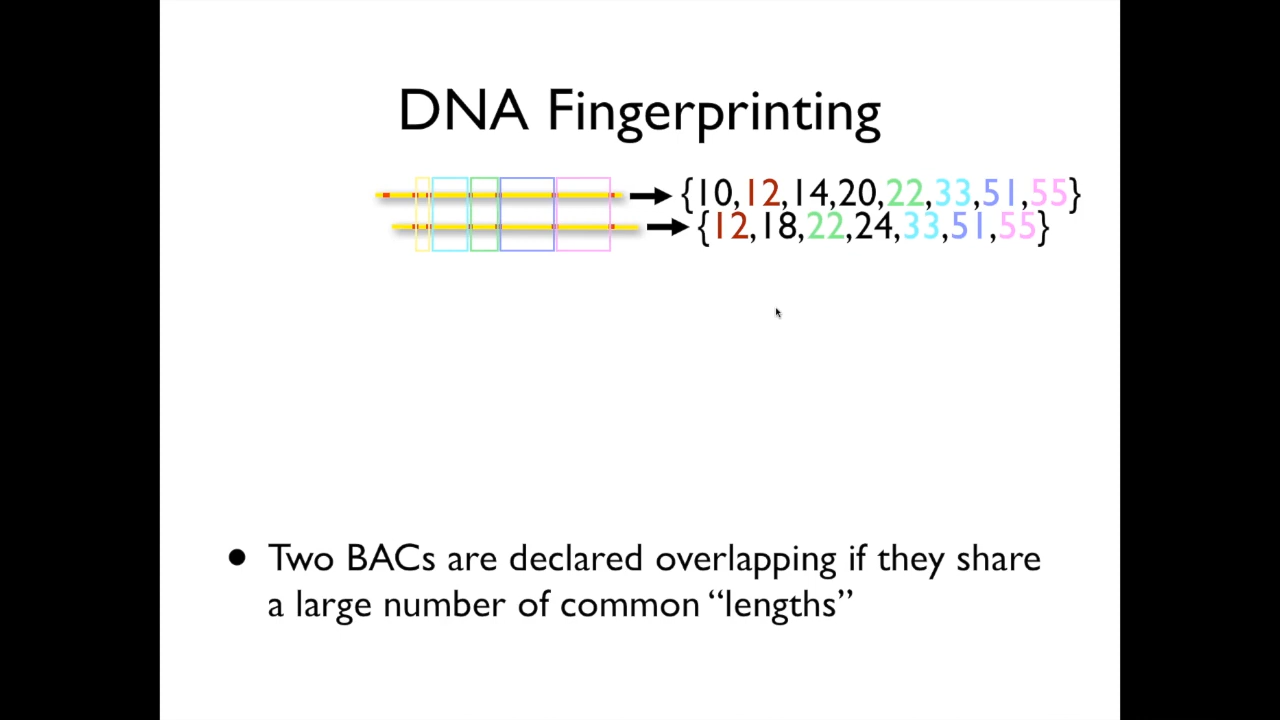 DNA Fingerprinting
{10,12,14,20,22,33,51,55}
{12,18,22,24,33,51,55}
• Two BACs are declared overlapping if they share
a large number of common “lengths”